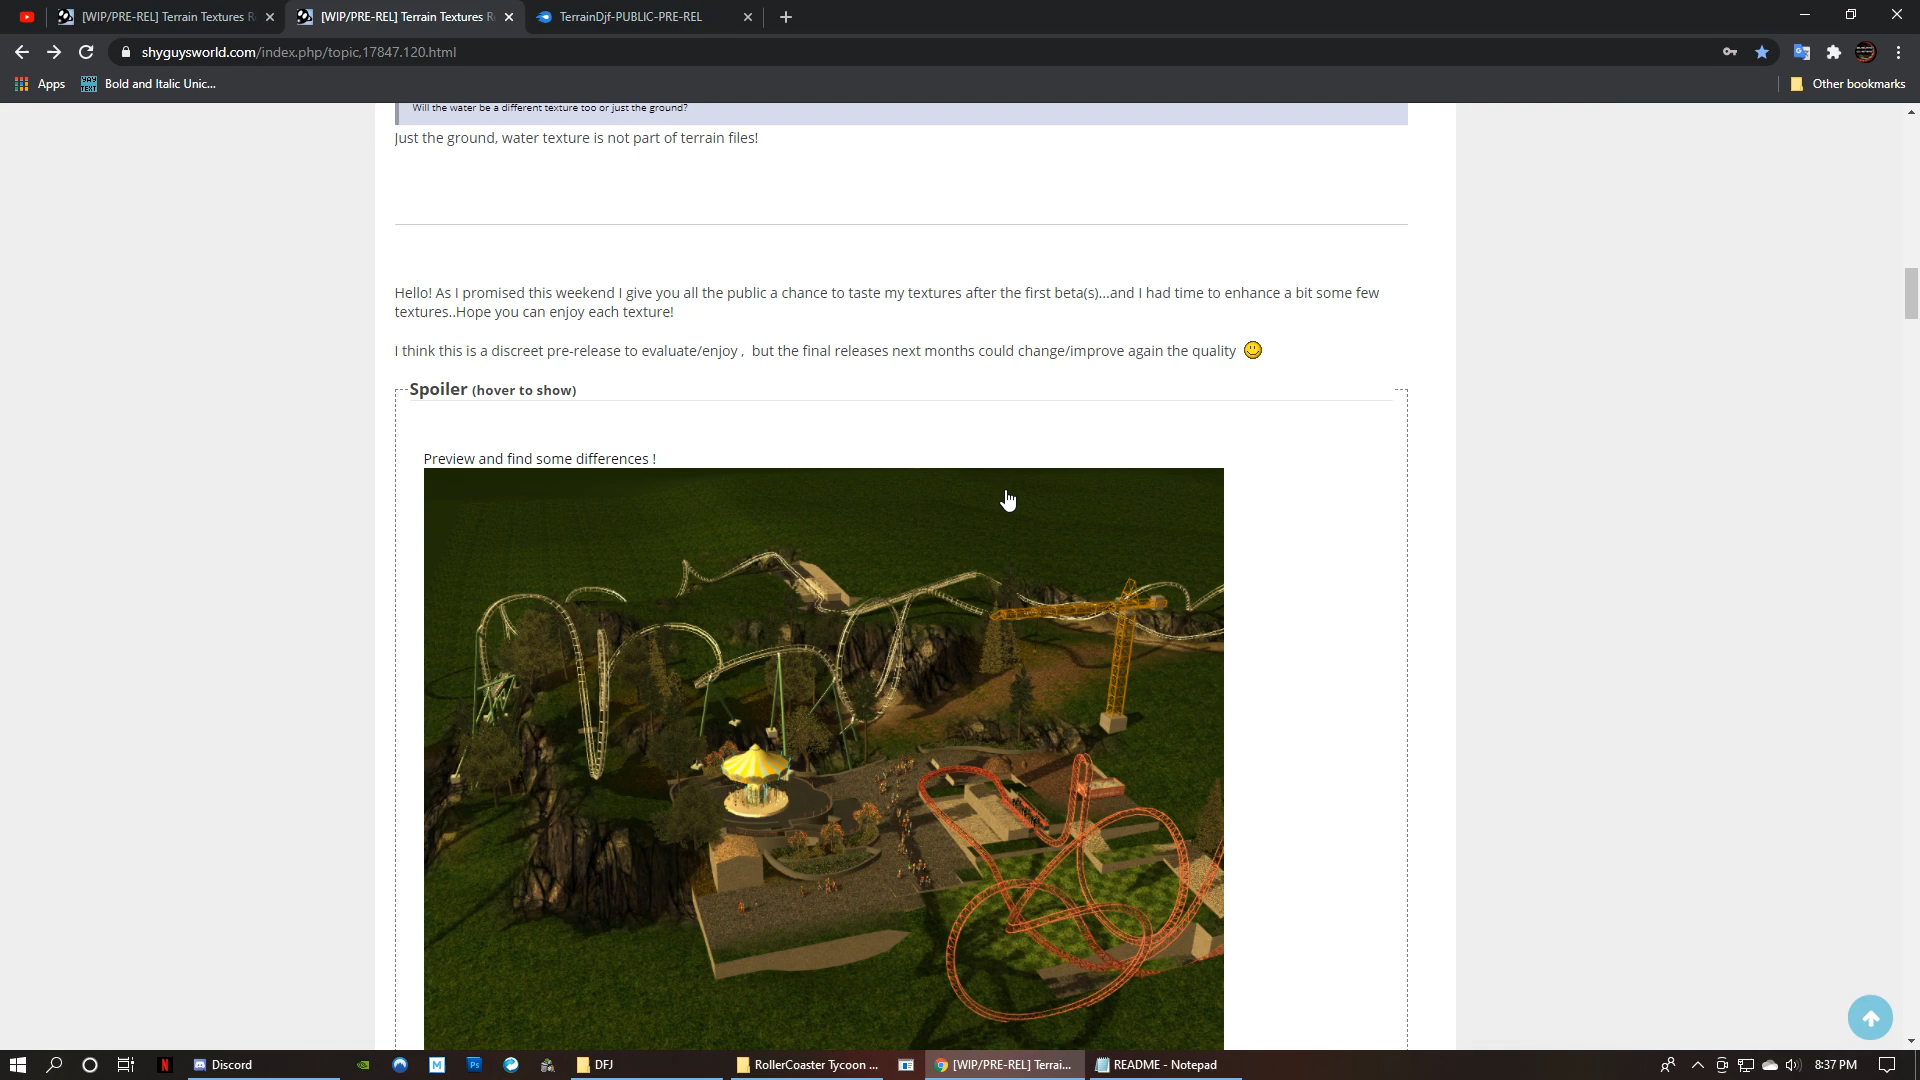 [WIP/PRE-REL] Terrain Textures R
[WIP/PRE-REL] Terrain Textures R
TerrainDjf-PUBLIC-PRE-REL
shyguysworld.com/index.php/topic,17847.120.html
Apps
Bold and Italic Unic...
Other bookmarks
Will the water be a different texture too or just the ground?
Just the ground, water texture is not part of terrain files!
Hello! As I promised this weekend I give you all the public a chance to taste my textures after the first beta(s)...and I had time to enhance a bit some few
textures..Hope you can enjoy each texture!
I think this is a discreet pre-release to evaluate/enjoy , but the final releases next months could change/improve again the quality
Spoiler (hover to show)
Preview and find some differences !
Discord
DFJ
RollerCoaster Tycoon ...
[WIP/PRE-REL] Terrai...
README - Notepad
8:37 PM